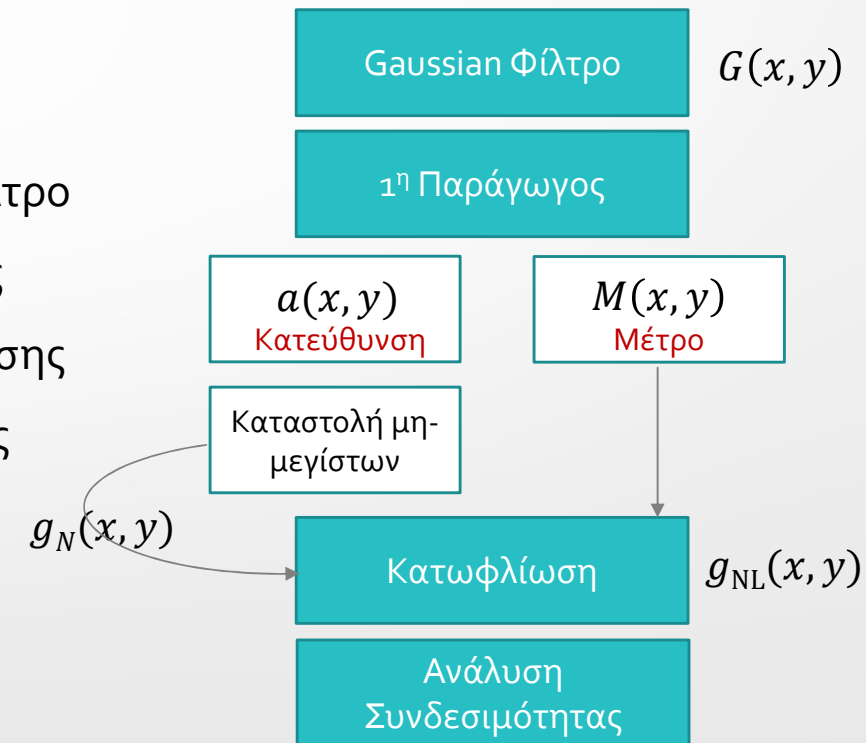 Gaussian Φίλτρο
G(x, y)
1η Παράγωγος
a(x, y)
Κατεύθυνση
M(x, y)
Μέτρο
Καταστολή μη-
μεγίστων
g_N(x, y)
Κατωφλίωση
g_NL(x, y)
Ανάλυση
Συνδεσιμότητας